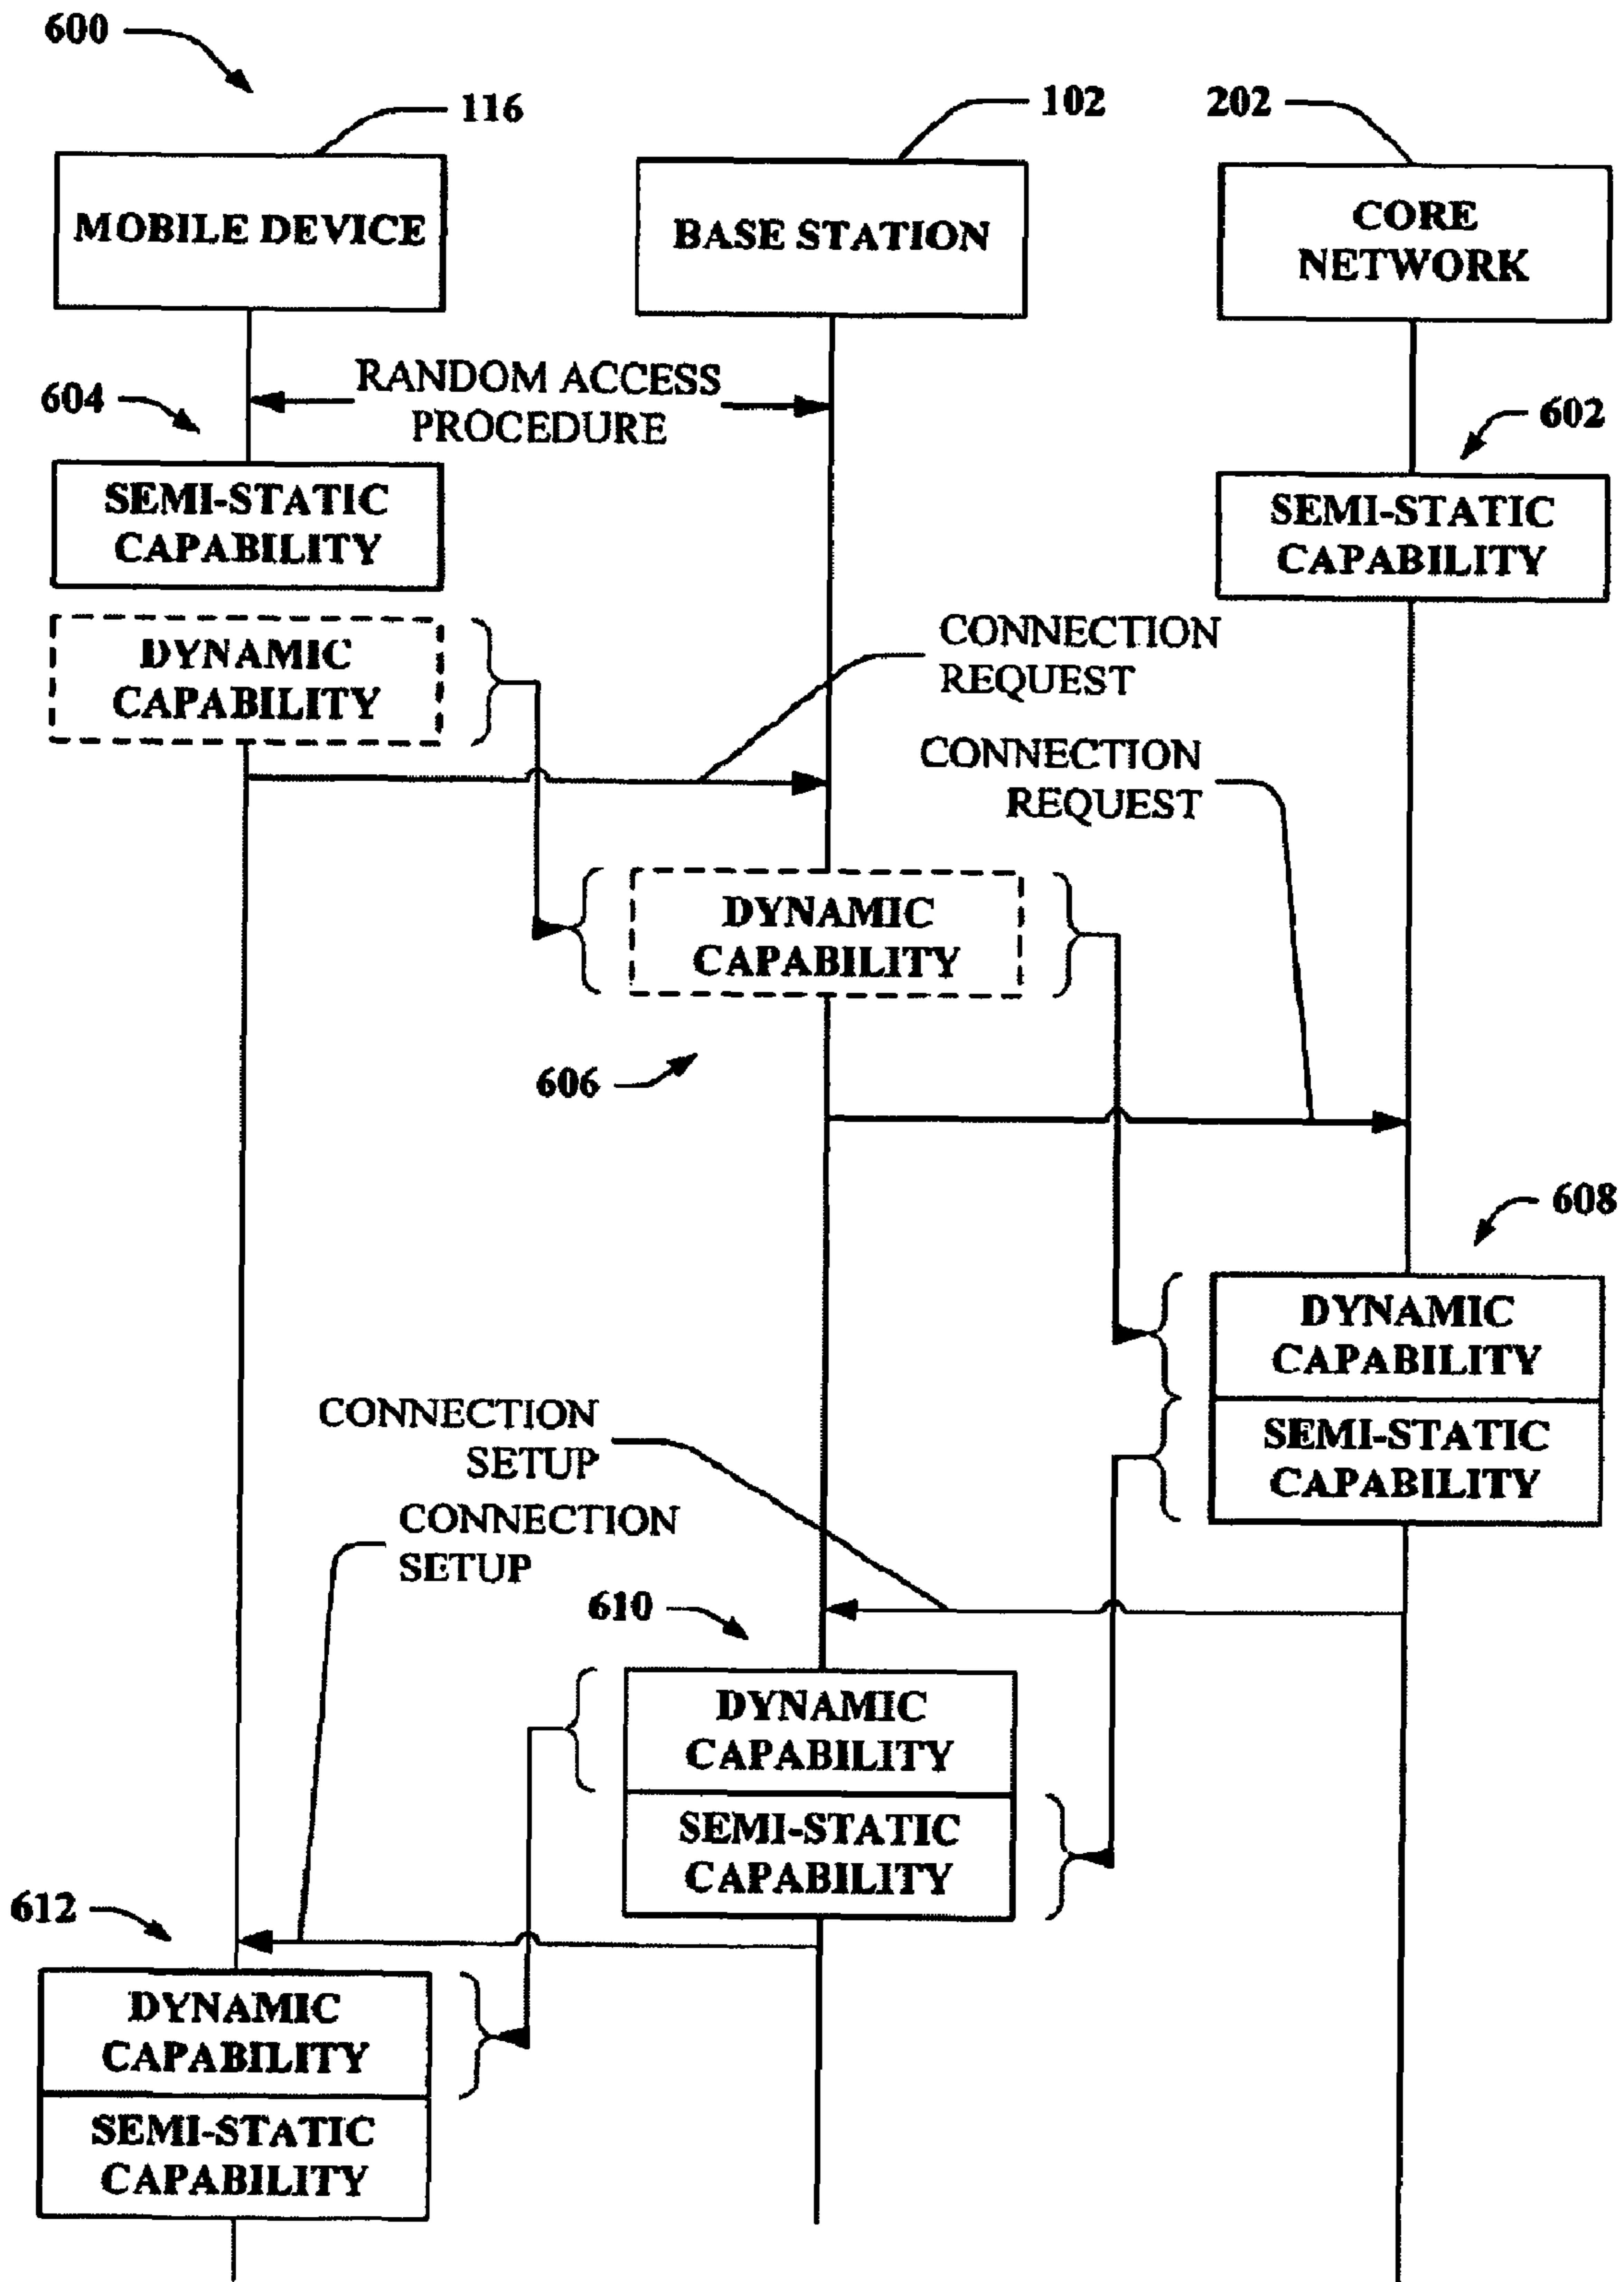 600
116
102
202
MOBILE DEVICE
BASE STATION
CORE
NETWORK
RANDOM ACCESS
PROCEDURE
604
602
SEMI-STATIC
CAPABILITY
SEMI-STATIC
CAPABILITY
DYNAMIC
CAPABILITY
CONNECTION
REQUEST
CONNECTION
REQUEST
DYNAMIC
CAPABILITY
606
608
DYNAMIC
CAPABILITY
SEMI-STATIC
CAPABILITY
CONNECTION
SETUP
CONNECTION
SETUP
610
DYNAMIC
CAPABILITY
SEMI-STATIC
CAPABILITY
612
DYNAMIC
CAPABILITY
SEMI-STATIC
CAPABILITY